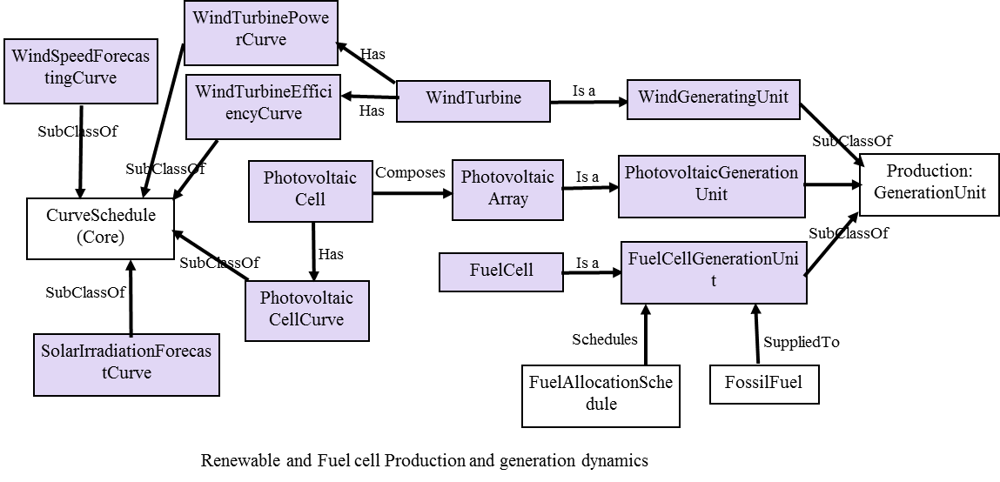 WindTurbinePowe
rCurve
WindSpeedForecas
tingCurve
Has
WindTurbineEffici
encyCurve
WindTurbine
Is a
WindGeneratingUnit
Has
SubClassOf
SubClassOf
SubClassOf
Photovoltaic
Cell
Composes
Photovoltaic
Array
Is a
PhotovoltaicGeneration
Unit
Production:
GenerationUnit
CurveSchedule
(Core)
SubClassOf
Has
SubClassOf
FuelCell
Is a
FuelCellGenerationUni
t
SubClassOf
Photovoltaic
CellCurve
SolarIrradiationForecas
tCurve
Schedules
SuppliedTo
FuelAllocationSche
dule
FossilFuel
Renewable and Fuel cell Production and generation dynamics